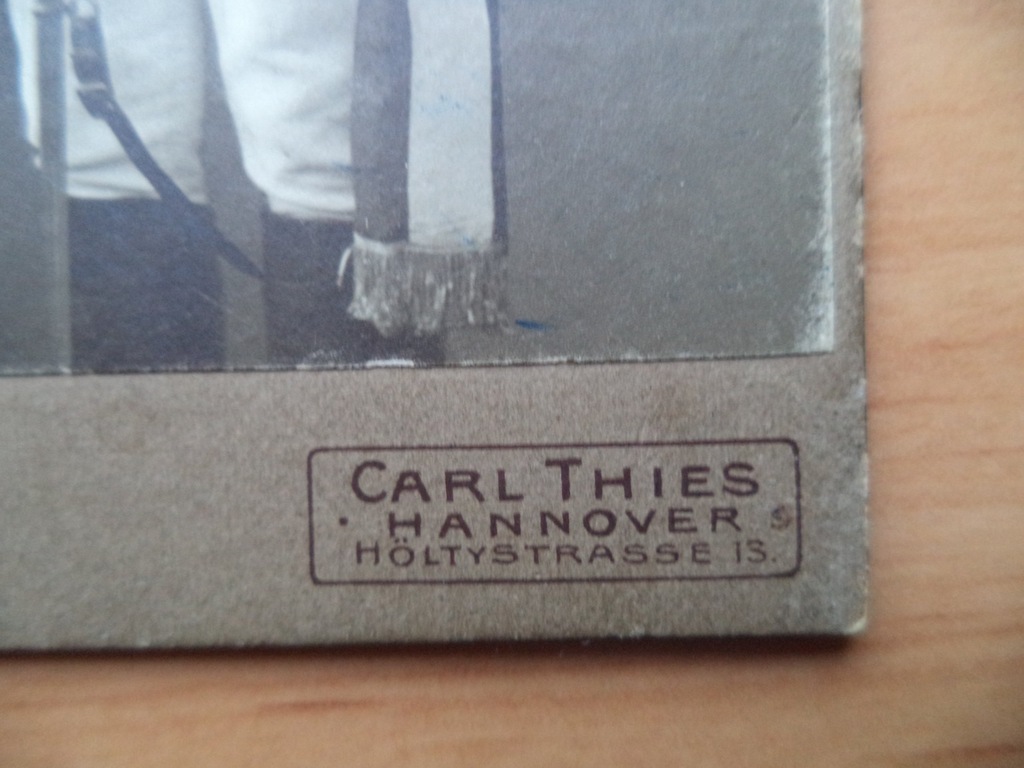 CARL THIES
· HANNOVER ·
HÖLTYSTRASSE 13.